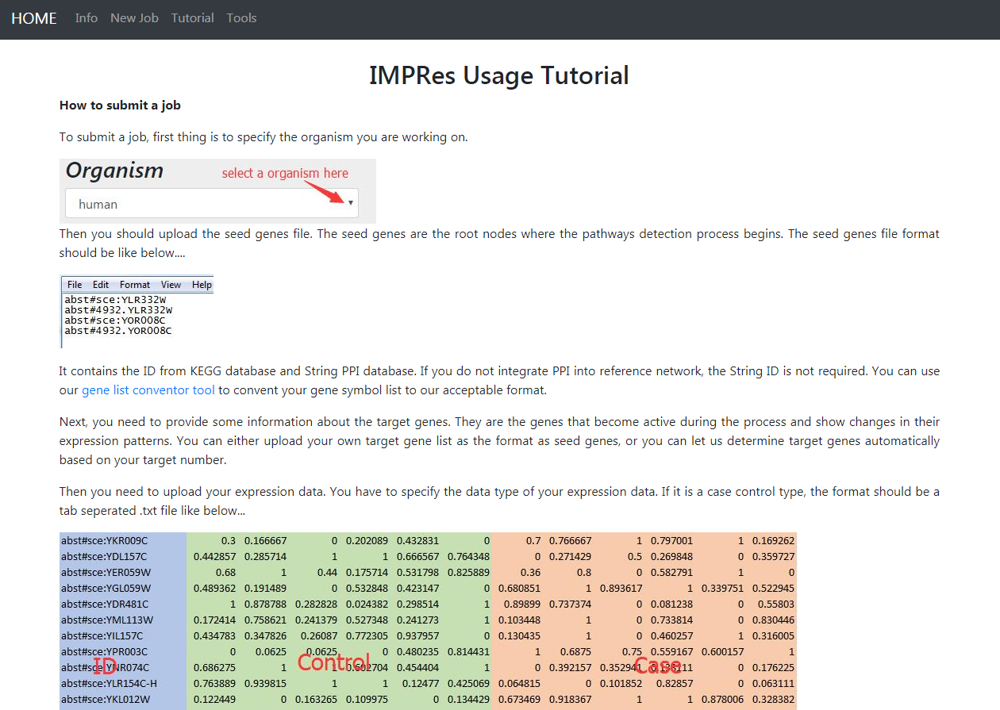 HOME Info New Job Tutorial Tools
IMPRes Usage Tutorial
How to submit a job
To submit a job, first thing is to specify the organism you are working on.
Organism
select a organism here
human
Then you should upload the seed genes file. The seed genes are the root nodes where the pathways detection process begins. The seed genes file format
should be like below....
File Edit Format View Help
abst#sce:YLR332W
abst#4932.YLR332W
abst#sce:YOR008C
abst#4932.YOR008C
It contains the ID from KEGG database and String PPI database. If you do not integrate PPI into reference network, the String ID is not required. You can use
our gene list conventor tool to convent your gene symbol list to our acceptable format.
Next, you need to provide some information about the target genes. They are the genes that become active during the process and show changes in their
expression patterns. You can either upload your own target gene list as the format as seed genes, or you can let us determine target genes automatically
based on your target number.
Then you need to upload your expression data. You have to specify the data type of your expression data. If it is a case control type, the format should be a
tab seperated .txt file like below...
abst#sce:YKR009C 0.3 0.166667 0 0.202089 0.432831 0 0.7 0.766667 1 0.797001 1 0.169262
abst#sce:YDL157C 0.442857 0.285714 1 1 0.666567 0.764348 0 0.271429 0.5 0.269848 0 0.359727
abst#sce:YER059W 0.68 1 0.44 0.175714 0.531798 0.825889 0.36 0.8 0 0.582791 1 0
abst#sce:YGL059W 0.489362 0.191489 0 0.532848 0.423147 0 0.680851 1 0.893617 1 0.339751 0.522945
abst#sce:YDR481C 1 0.878788 0.282828 0.024382 0.298514 1 0.89899 0.737374 0 0.081238 0 0.55803
abst#sce:YML113W 0.172414 0.758621 0.241379 0.527348 0.241273 1 0.103448 1 0 0.733814 0 0.830446
abst#sce:YIL157C 0.434783 0.347826 0.26087 0.772305 0.937957 0 0.130435 1 0 0.460257 1 0.316005
abst#sce:YPR003C 0 0.0625 0.0625 0 0.480235 0.814431 1 0.6875 0.75 0.559167 0.600157 1
ID Control Case
abst#sce:YNR074C 0.686275 1 0.454404 1 0 0.392157 0.352941 0 0.176225
abst#sce:YLR154C-H 0.763889 0.939815 1 1 0.12477 0.425069 0.064815 0 0.101852 0.82857 0 0.063111
abst#sce:YKL012W 0.122449 0 0.163265 0.109975 0 0.134429 0.673469 0.918367 1 1 0.878006 0.328382